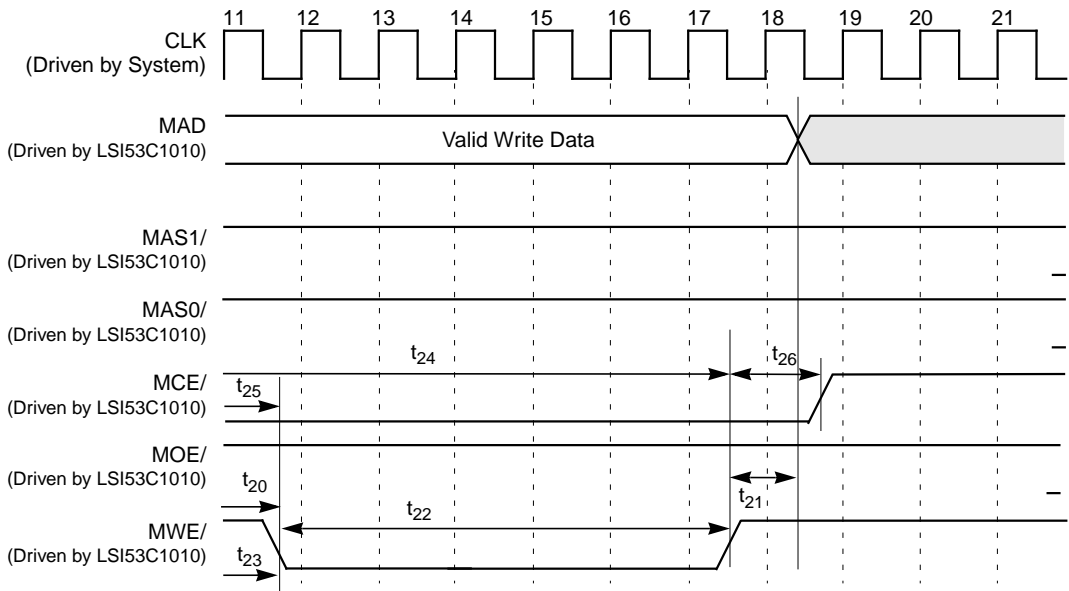 11 12 13 14 15 16 17 18 19 20 21
CLK
(Driven by System)
MAD
(Driven by LSI53C1010)
Valid Write Data
MAS1/
(Driven by LSI53C1010)
MAS0/
(Driven by LSI53C1010)
t24
t26
MCE/
(Driven by LSI53C1010)
t25
MOE/
(Driven by LSI53C1010)
t20
t21
t22
MWE/
(Driven by LSI53C1010)
t23